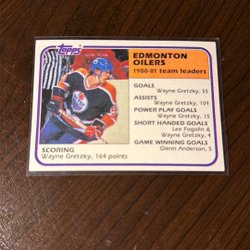 Topps
EDMONTON
OILERS
1980-81 team leaders
GOALS
Wayne Gretzky, 55
ASSISTS
Wayne Gretzky, 109
POWER PLAY GOALS
Wayne Gretzky, 15
SHORT HANDED GOALS
Lee Fogolin &
Wayne Gretzky, 4
GAME WINNING GOALS
Glenn Anderson, 5
SCORING
Wayne Gretzky, 164 points